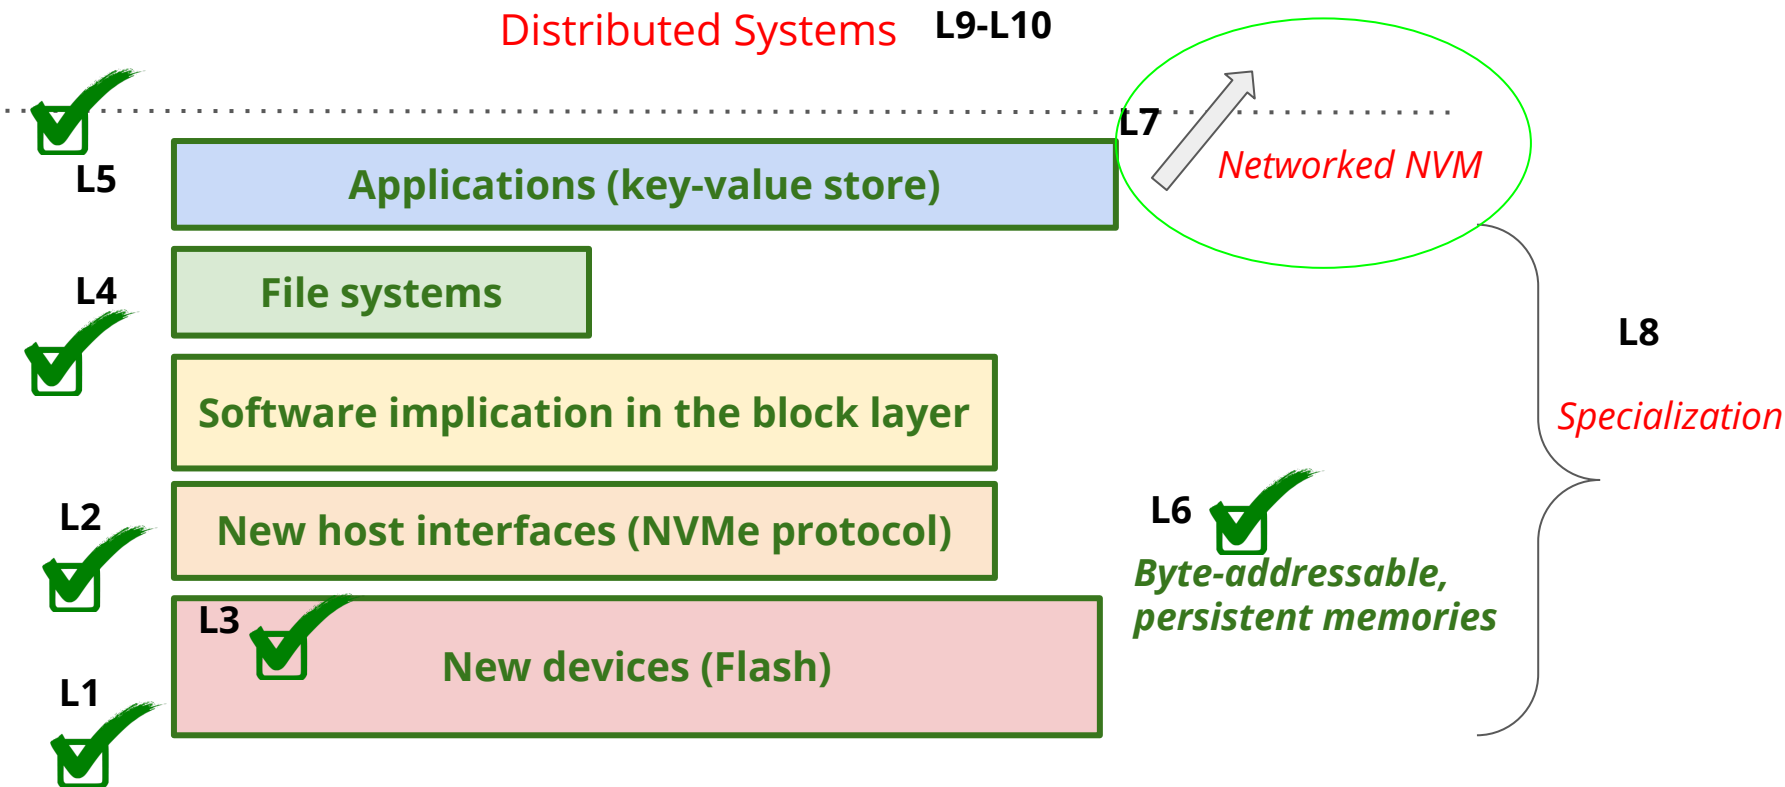 Distributed Systems L9-L10
L7
Networked NVM
L5
Applications (key-value store)
L4
File systems
L8
Specialization
Software implication in the block layer
L2
New host interfaces (NVMe protocol)
L6
Byte-addressable,
persistent memories
L3
New devices (Flash)
L1